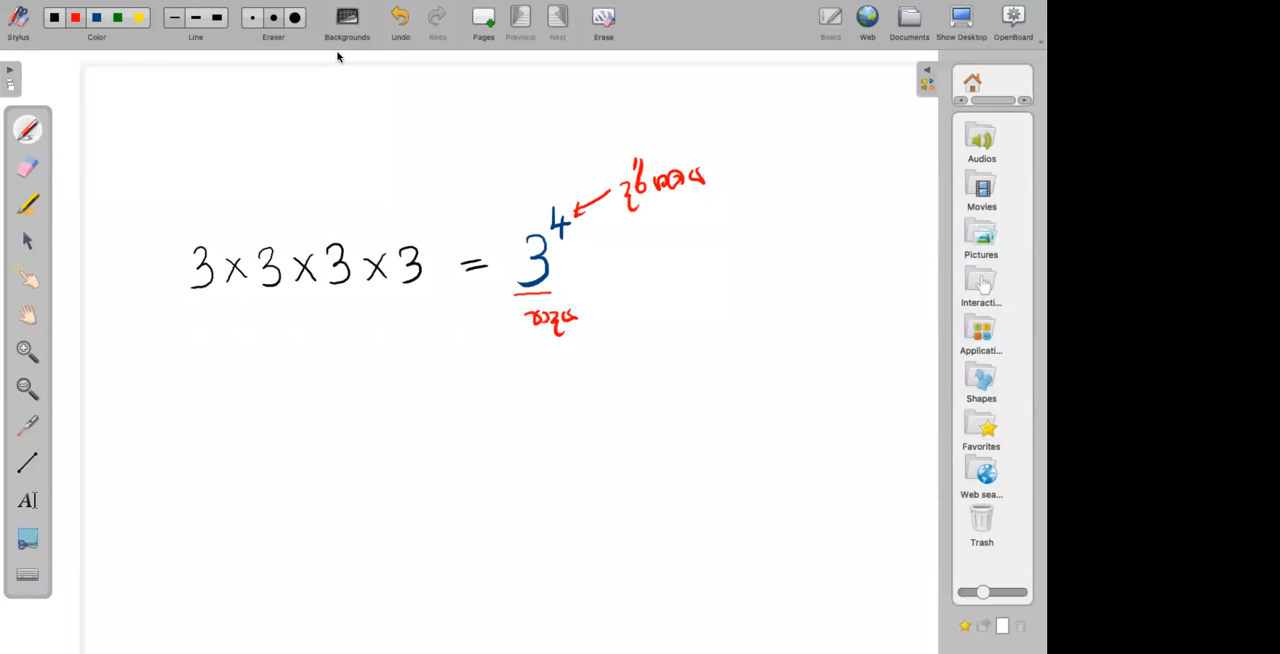 Stylus Color Line Eraser Backgrounds Undo Redo Pages Previous Next Erase Board Web Documents Show Desktop OpenBoard
3 × 3 × 3 × 3 = 3⁴
Audios
Movies
Pictures
Interacti...
Applicati...
Shapes
Favorites
Web sea...
Trash